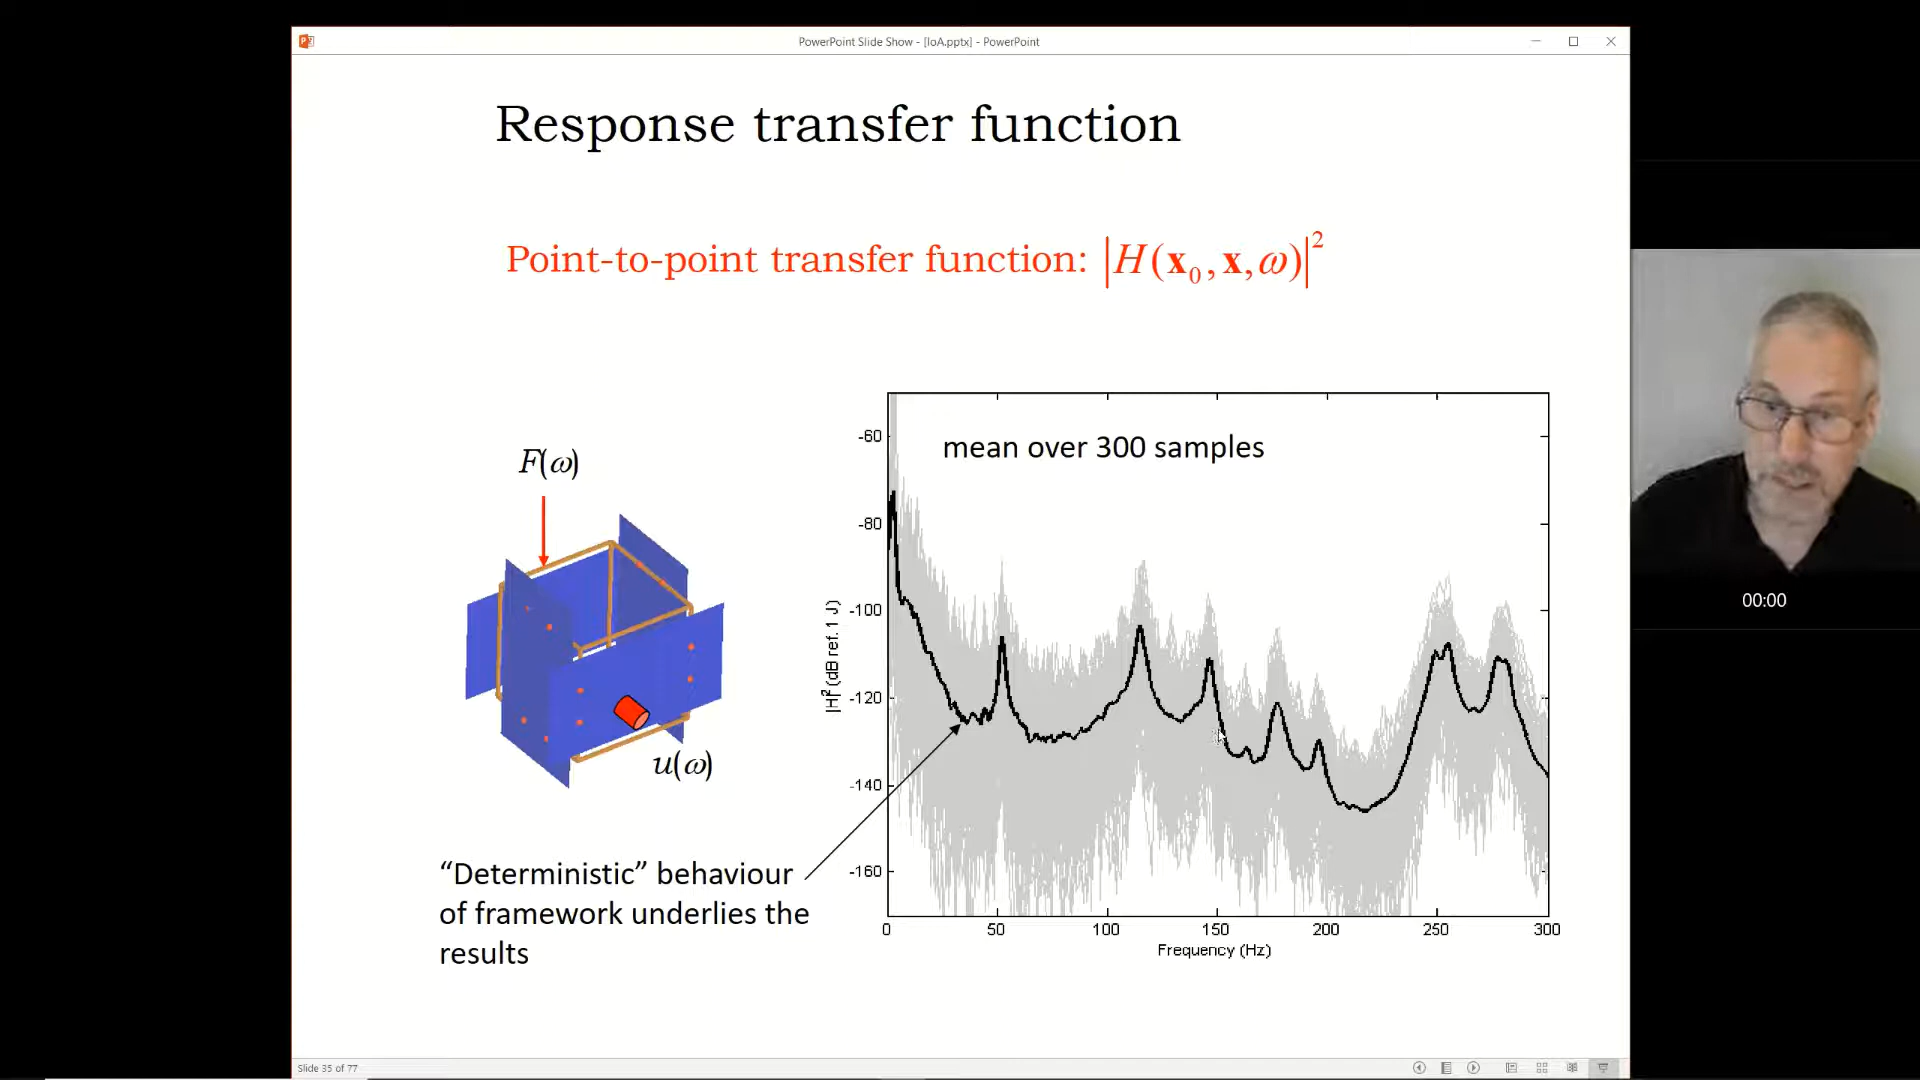 PowerPoint Slide Show - [IoA.pptx] - PowerPoint
Response transfer function
Point-to-point transfer function: |H(x₀, x, ω)|²
mean over 300 samples
F(ω)
u(ω)
“Deterministic” behaviour
of framework underlies the
results
-60
-80
-100
-120
-140
-160
|H|² (dB ref. 1 J)
0 50 100 150 200 250 300
Frequency (Hz)
00:00
Slide 35 of 77